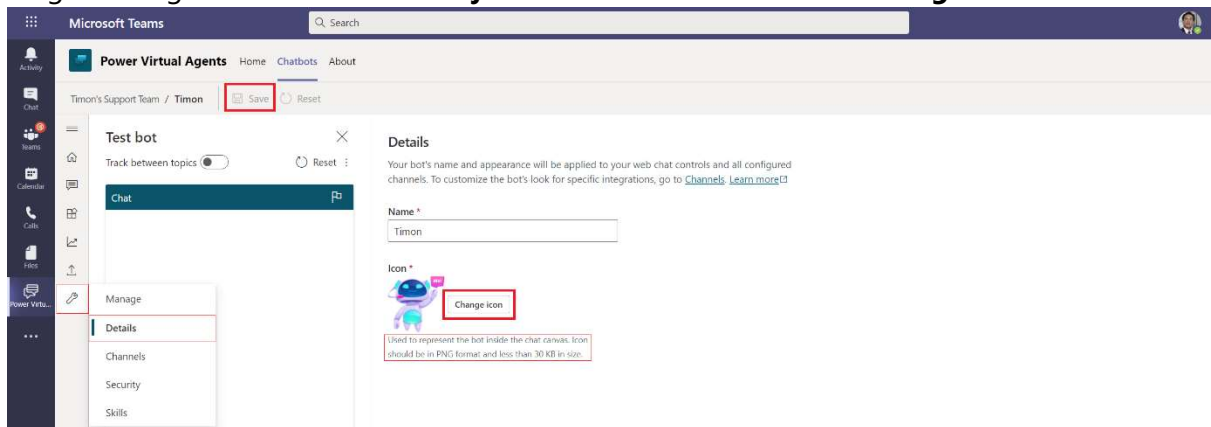 Microsoft Teams
Search
Activity
Chat
Teams
Calendar
Calls
Files
Power Virtu...
Power Virtual Agents Home Chatbots About
Timon's Support Team / Timon Save Reset
Test bot
Track between topics Reset
Chat
Manage
Details
Channels
Security
Skills
Details
Your bot's name and appearance will be applied to your web chat controls and all configured
channels. To customize the bot's look for specific integrations, go to Channels. Learn more
Name *
Timon
Icon *
Change icon
Used to represent the bot inside the chat canvas. Icon
should be in PNG format and less than 30 KB in size.